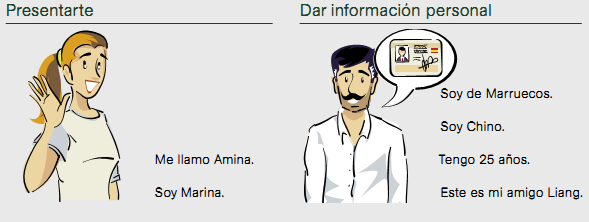 Presentarte
Me llamo Amina.
Soy Marina.
Dar información personal
Soy de Marruecos.
Soy Chino.
Tengo 25 años.
Este es mi amigo Liang.